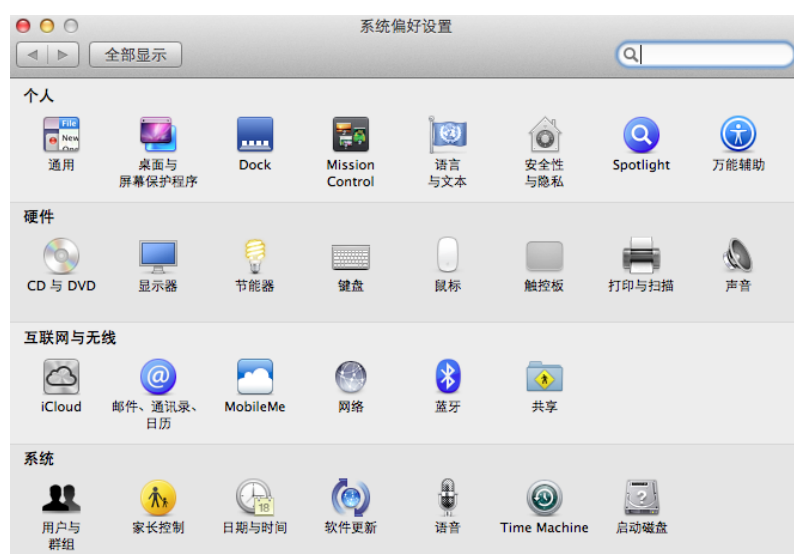 系统偏好设置
全部显示
个人
File
New
通用
桌面与
屏幕保护程序
Dock
Mission
Control
语言
与文本
安全性
与隐私
Spotlight
万能辅助
硬件
CD 与 DVD
显示器
节能器
键盘
鼠标
触控板
打印与扫描
声音
互联网与无线
iCloud
@
邮件、通讯录、
日历
MobileMe
网络
蓝牙
共享
系统
用户与
群组
家长控制
18
日期与时间
软件更新
语音
Time Machine
?
启动磁盘